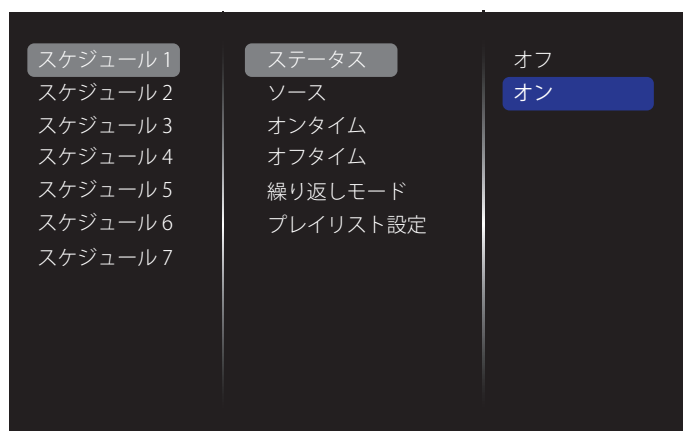 スケジュール 1
スケジュール 2
スケジュール 3
スケジュール 4
スケジュール 5
スケジュール 6
スケジュール 7
ステータス
ソース
オンタイム
オフタイム
繰り返しモード
プレイリスト設定
オフ
オン